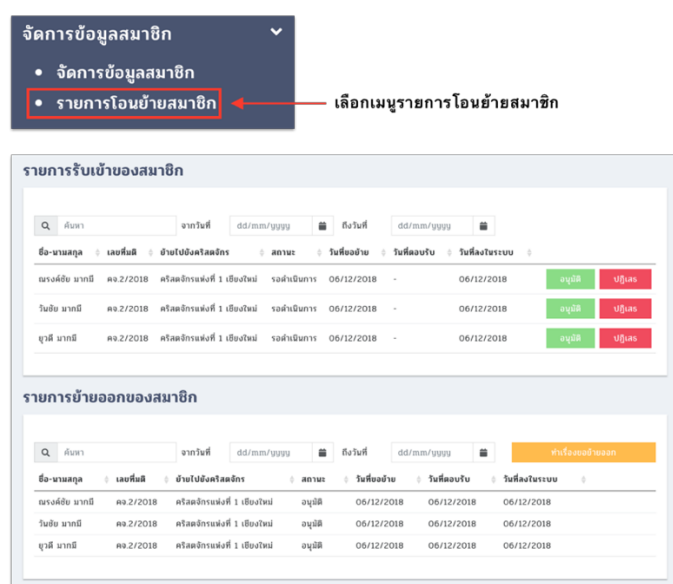 จัดการข้อมูลสมาชิก
• จัดการข้อมูลสมาชิก
• รายการโอนย้ายสมาชิก
เลือกเมนูรายการโอนย้ายสมาชิก
รายการรับเข้าของสมาชิก
ค้นหา จากวันที่ dd/mm/yyyy ถึงวันที่ dd/mm/yyyy
ชื่อ-นามสกุล เลขที่มติ ย้ายไปยังคริสตจักร สถานะ วันที่ขอย้าย วันที่ตอบรับ วันที่ลงในระบบ
ณรงค์ชัย มากมี คจ.2/2018 คริสตจักรแห่งที่ 1 เชียงใหม่ รอดำเนินการ 06/12/2018 - 06/12/2018 อนุมัติ ปฏิเสธ
วันชัย มากมี คจ.2/2018 คริสตจักรแห่งที่ 1 เชียงใหม่ รอดำเนินการ 06/12/2018 - 06/12/2018 อนุมัติ ปฏิเสธ
ยุวดี มากมี คจ.2/2018 คริสตจักรแห่งที่ 1 เชียงใหม่ รอดำเนินการ 06/12/2018 - 06/12/2018 อนุมัติ ปฏิเสธ
รายการย้ายออกของสมาชิก
ค้นหา จากวันที่ dd/mm/yyyy ถึงวันที่ dd/mm/yyyy ทำเรื่องขอย้ายออก
ชื่อ-นามสกุล เลขที่มติ ย้ายไปยังคริสตจักร สถานะ วันที่ขอย้าย วันที่ตอบรับ วันที่ลงในระบบ
ณรงค์ชัย มากมี คจ.2/2018 คริสตจักรแห่งที่ 1 เชียงใหม่ อนุมัติ 06/12/2018 06/12/2018 06/12/2018
วันชัย มากมี คจ.2/2018 คริสตจักรแห่งที่ 1 เชียงใหม่ อนุมัติ 06/12/2018 06/12/2018 06/12/2018
ยุวดี มากมี คจ.2/2018 คริสตจักรแห่งที่ 1 เชียงใหม่ อนุมัติ 06/12/2018 06/12/2018 06/12/2018